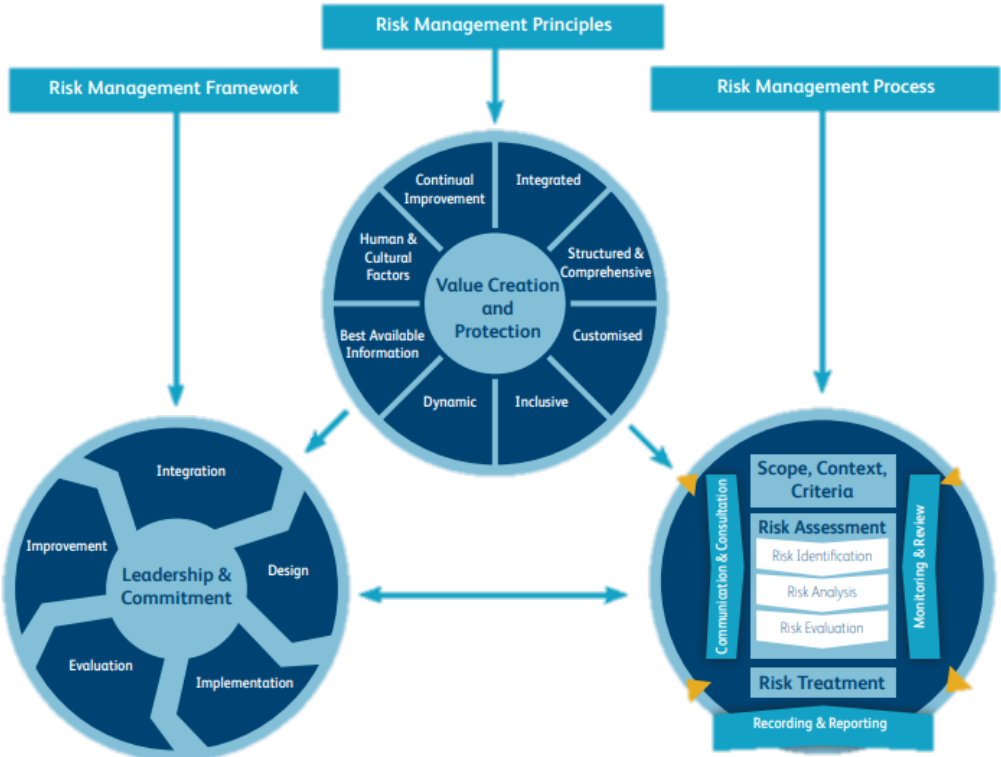 Risk Management Principles
Risk Management Framework
Risk Management Process
Continual
Improvement
Integrated
Human &
Cultural
Factors
Structured &
Comprehensive
Value Creation
and
Protection
Best Available
Information
Customised
Dynamic
Inclusive
Integration
Improvement
Design
Leadership &
Commitment
Evaluation
Implementation
Scope, Context,
Criteria
Communication & Consultation
Risk Assessment
Risk Identification
Risk Analysis
Risk Evaluation
Monitoring & Review
Risk Treatment
Recording & Reporting